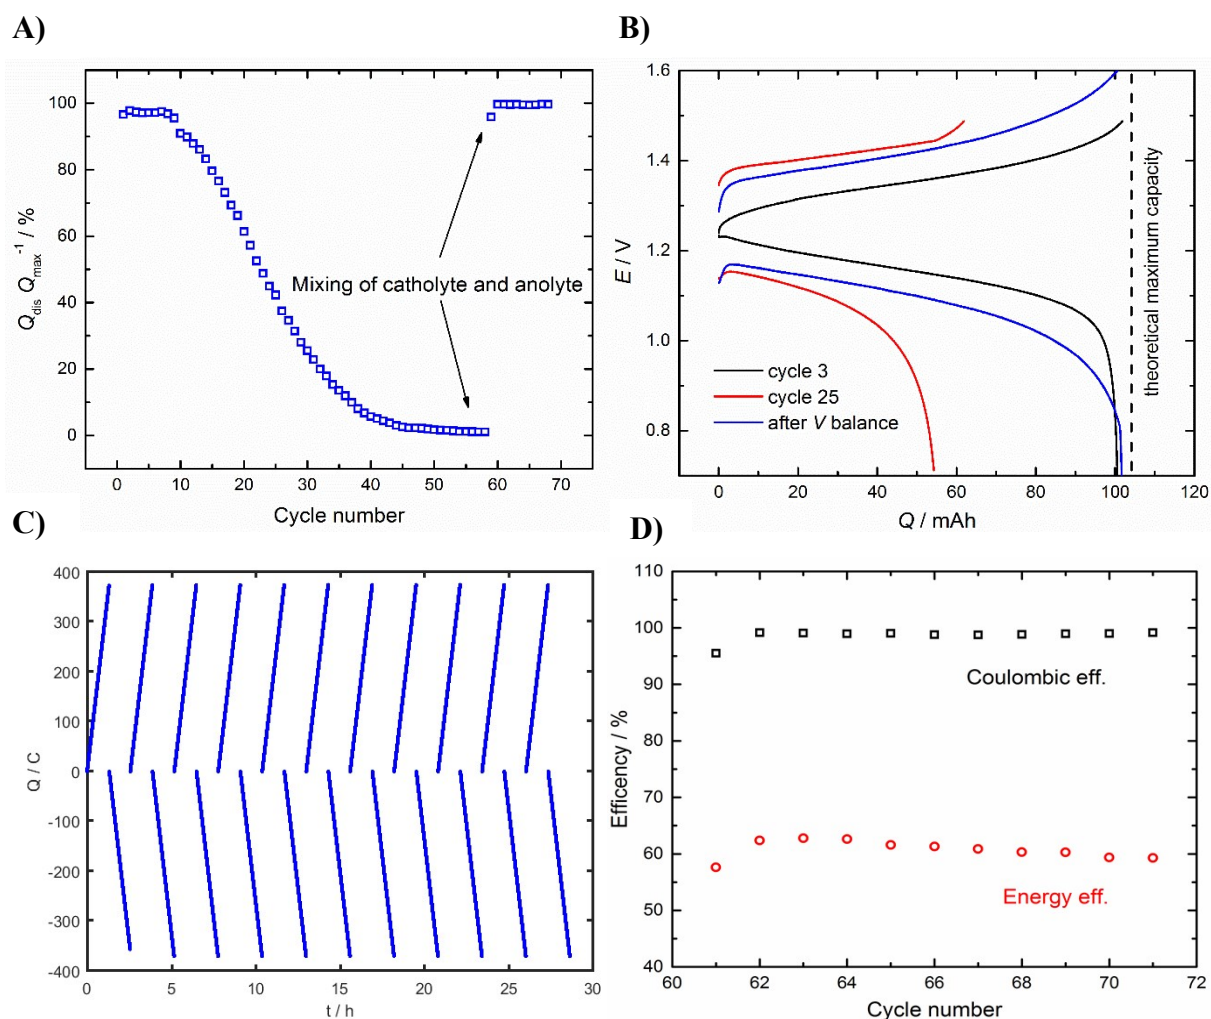 A)
100
80
60
40
20
0
Q_dis Q_max^-1 / %
Mixing of catholyte and anolyte
0 10 20 30 40 50 60 70
Cycle number
B)
1.6
1.4
1.2
1.0
0.8
E / V
cycle 3
cycle 25
after V balance
theoretical maximum capacity
0 20 40 60 80 100 120
Q / mAh
C)
400
300
200
100
0
-100
-200
-300
-400
Q / C
0 5 10 15 20 25 30
t / h
D)
110
100
90
80
70
60
50
40
Efficency / %
Coulombic eff.
Energy eff.
60 62 64 66 68 70 72
Cycle number